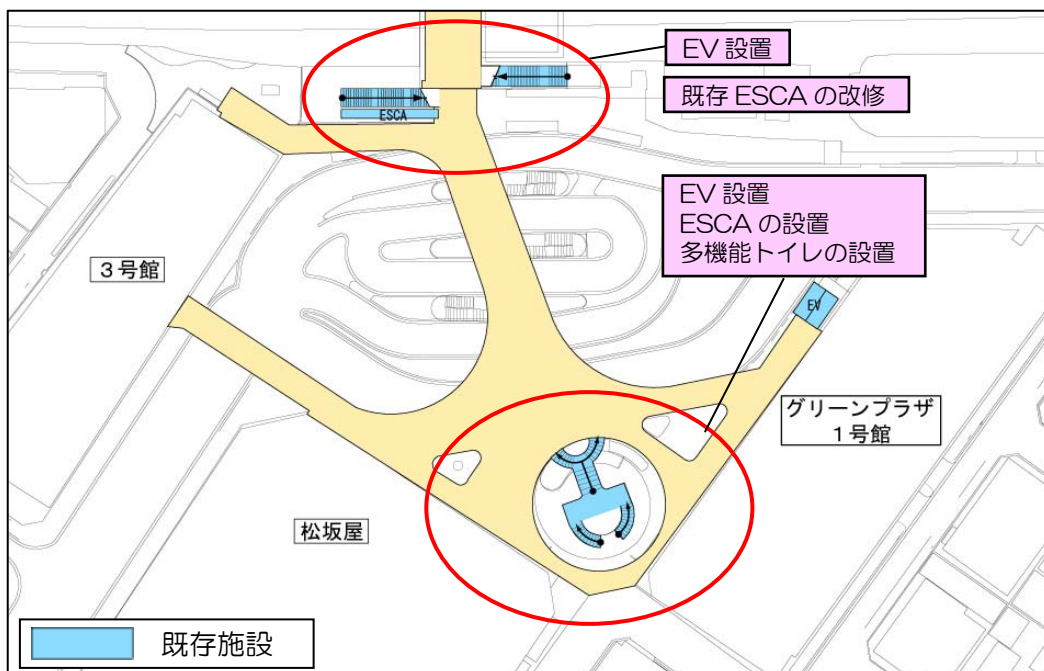 EV 設置
既存 ESCA の改修
ESCA
EV 設置
ESCA の設置
多機能トイレの設置
3号館
EV
グリーンプラザ
1号館
松坂屋
既存施設